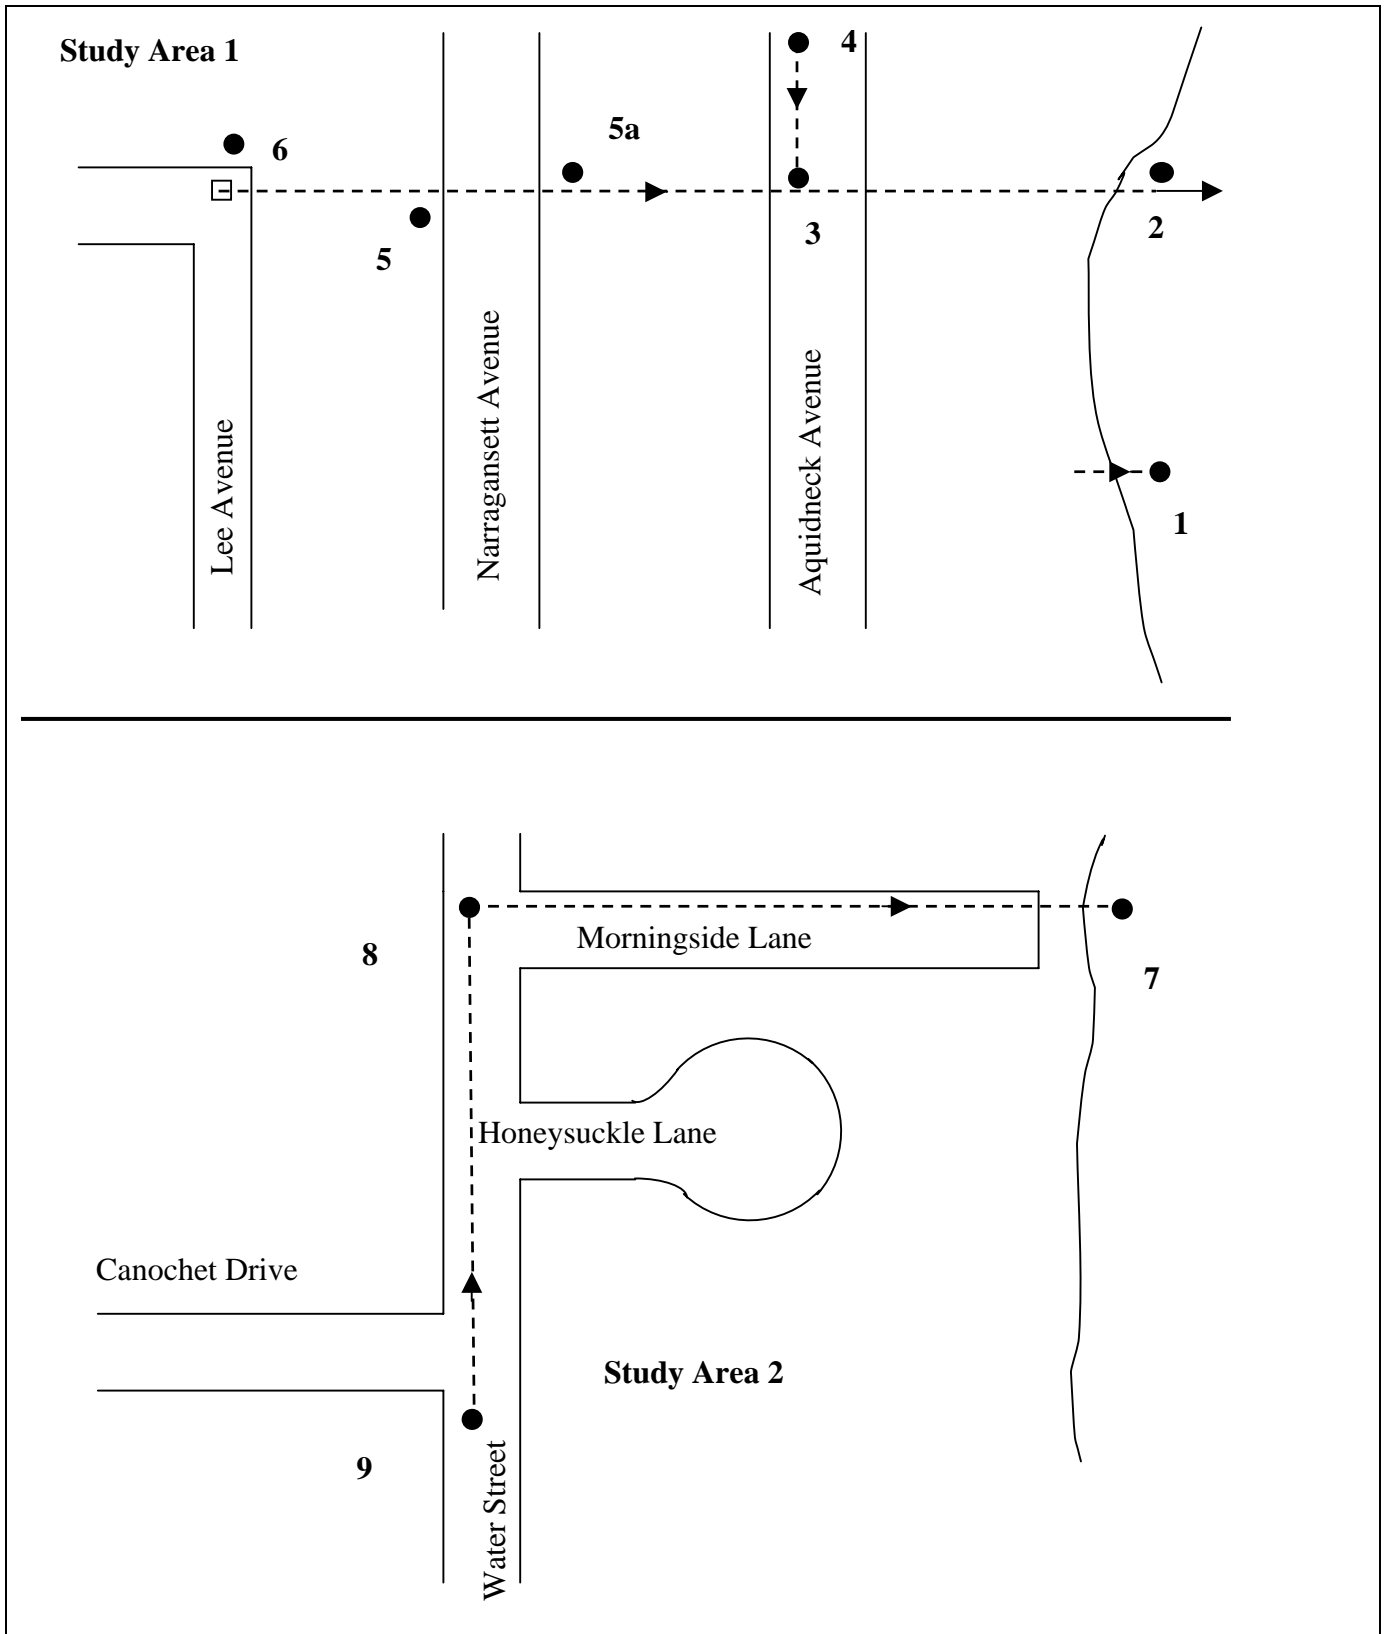 Study Area 1
4
5a
6
3
2
5
Lee Avenue
Narragansett Avenue
Aquidneck Avenue
1
8
Morningside Lane
7
Honeysuckle Lane
Canochet Drive
Study Area 2
9
Water Street